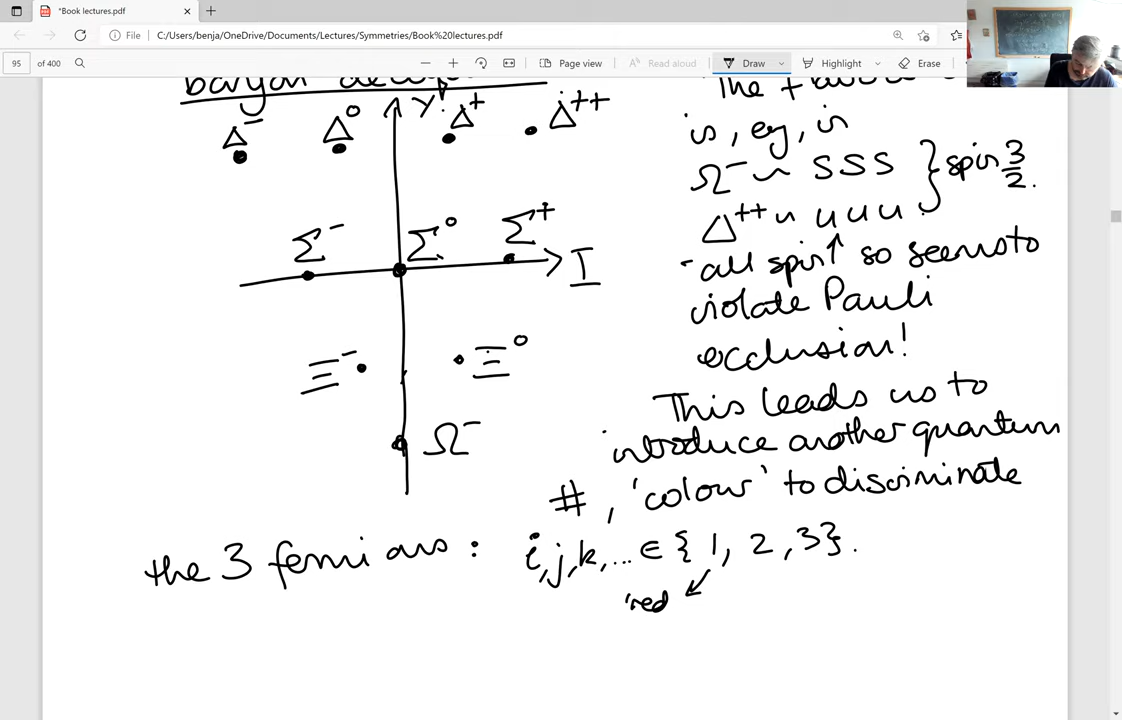 *Book lectures.pdf
File C:/Users/benja/OneDrive/Documents/Lectures/Symmetries/Book%20lectures.pdf
95 of 400 Page view Read aloud Draw Highlight Erase
baryon
Y
Δ⁻ Δ⁰ Δ⁺ Δ⁺⁺
Σ⁻ Σ⁰ Σ⁺
I
Ξ⁻ Ξ⁰
Ω⁻
The
is, eg, in
Ω⁻ ~ SSS } spin 3/2.
Δ⁺⁺ ~ uuu
- all spin ↑ so seems to
violate Pauli
exclusion!
This leads us to
introduce another quantum
#, 'colour' to discriminate
the 3 fermions : i,j,k,... ∈ {1, 2, 3}.
'red